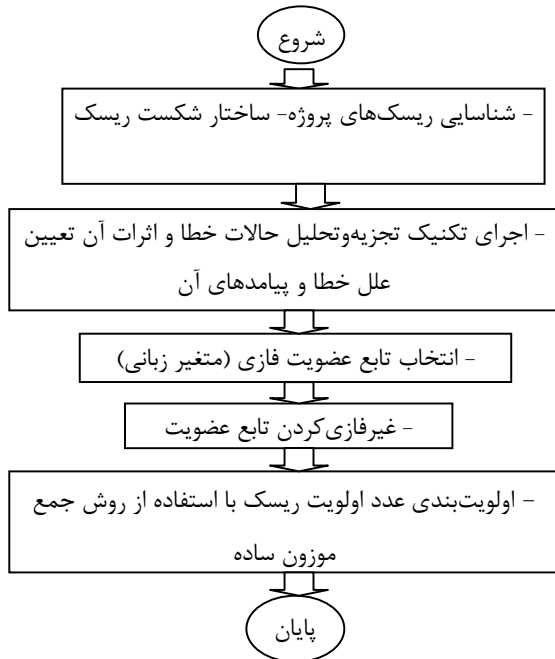 شروع
- شناسایی ریسک‌های پروژه- ساختار شکست ریسک
- اجرای تکنیک تجزیه‌وتحلیل حالات خطا و اثرات آن تعیین
علل خطا و پیامدهای آن
- انتخاب تابع عضویت فازی (متغیر زبانی)
- غیرفازی‌کردن تابع عضویت
- اولویت‌بندی عدد اولویت ریسک با استفاده از روش جمع
موزون ساده
پایان